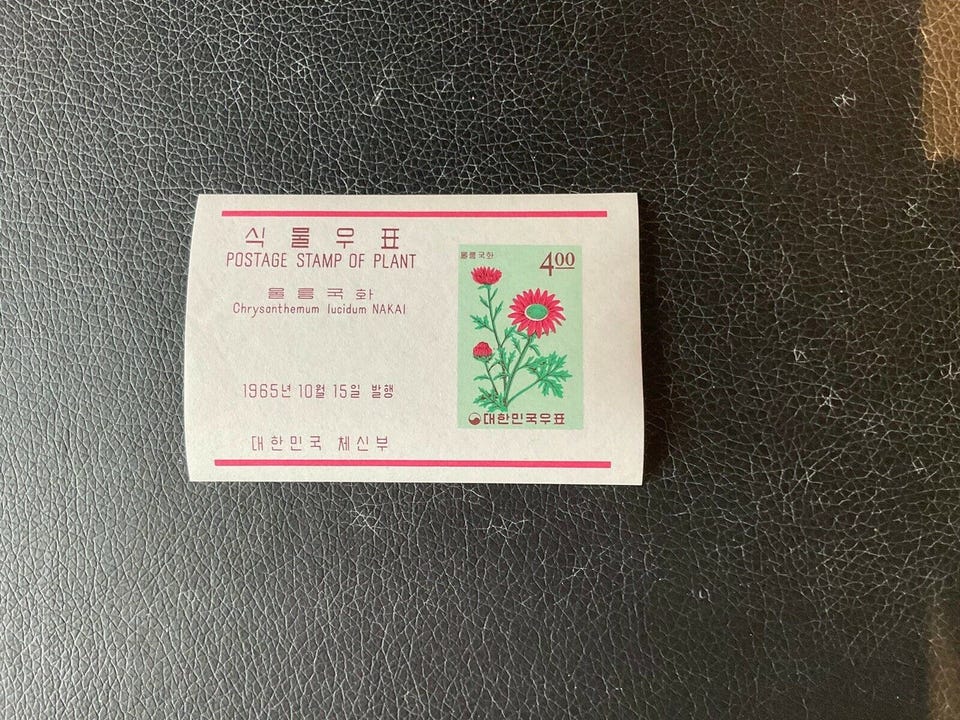 식물우표
POSTAGE STAMP OF PLANT
울릉국화
Chrysanthemum lucidum NAKAI
1965년 10월 15일 발행
대한민국 체신부
울릉국화
400
대한민국우표